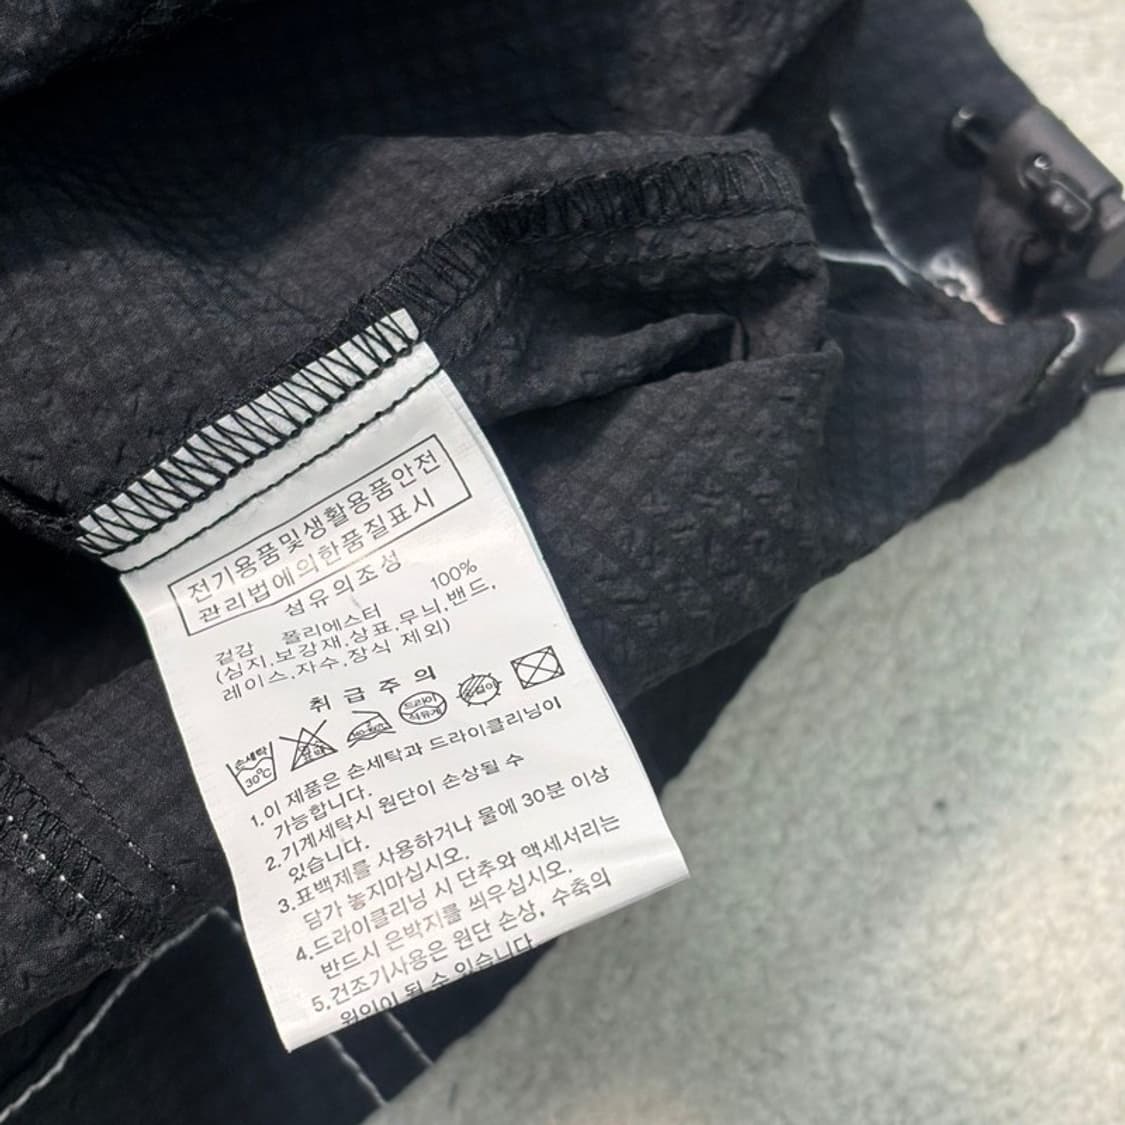 전기용품및생활용품안전
관리법에의한품질표시
섬유의조성
겉감 폴리에스터 100%
(심지.보강재.상표.무늬.밴드.
레이스.자수.장식 제외)
취급주의
손세탁
30℃
드라이
석유계
1.이 제품은 손세탁과 드라이클리닝이
가능합니다.
2.기계세탁시 원단이 손상될 수
있습니다.
3.표백제를 사용하거나 물에 30분 이상
담가 놓지마십시오.
4.드라이클리닝 시 단추와 액세서리는
반드시 은박지를 씌우십시오.
5.건조기사용은 원단 손상, 수축의
원인이 될 수 있습니다.